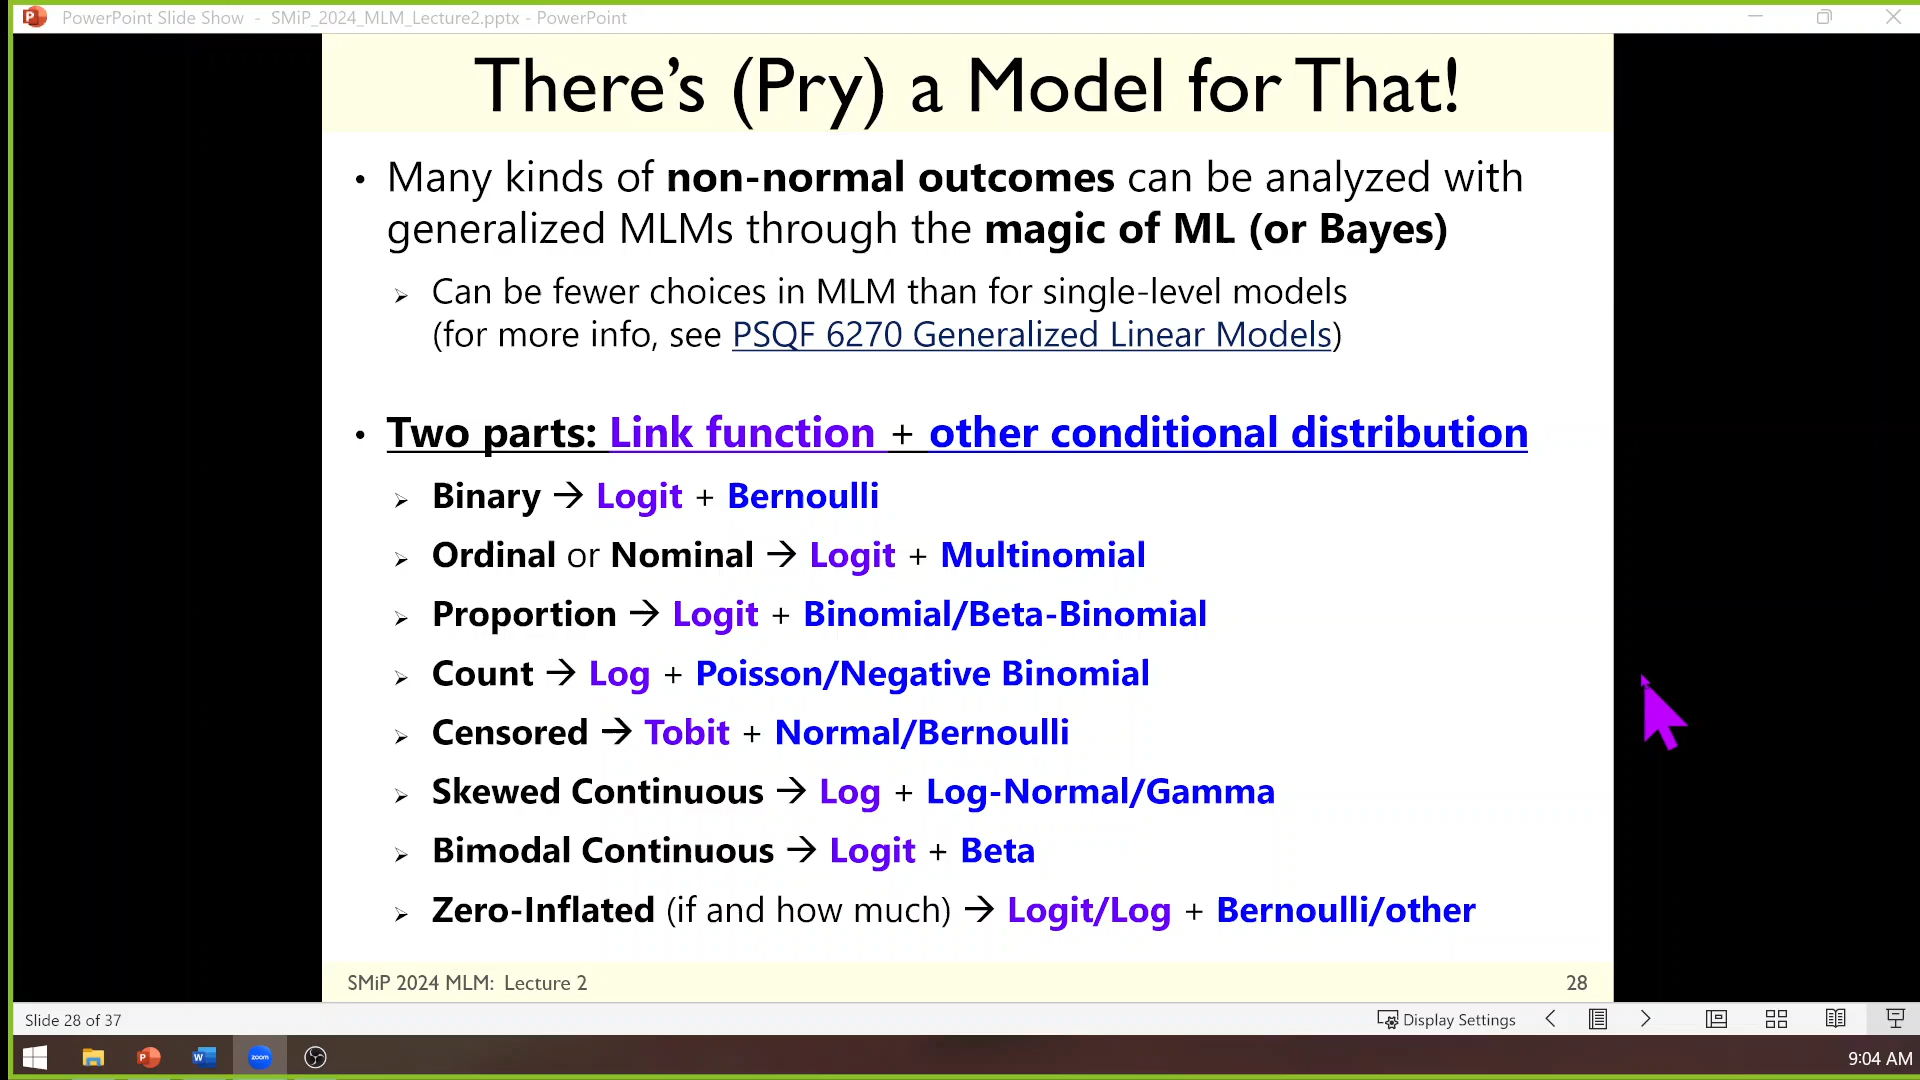 PowerPoint Slide Show - SMiP_2024_MLM_Lecture2.pptx - PowerPoint
There's (Pry) a Model for That!
• Many kinds of non-normal outcomes can be analyzed with
generalized MLMs through the magic of ML (or Bayes)
➢ Can be fewer choices in MLM than for single-level models
(for more info, see PSQF 6270 Generalized Linear Models)
• Two parts: Link function + other conditional distribution
➢ Binary → Logit + Bernoulli
➢ Ordinal or Nominal → Logit + Multinomial
➢ Proportion → Logit + Binomial/Beta-Binomial
➢ Count → Log + Poisson/Negative Binomial
➢ Censored → Tobit + Normal/Bernoulli
➢ Skewed Continuous → Log + Log-Normal/Gamma
➢ Bimodal Continuous → Logit + Beta
➢ Zero-Inflated (if and how much) → Logit/Log + Bernoulli/other
SMiP 2024 MLM: Lecture 2
28
Slide 28 of 37
Display Settings
zoom
9:04 AM